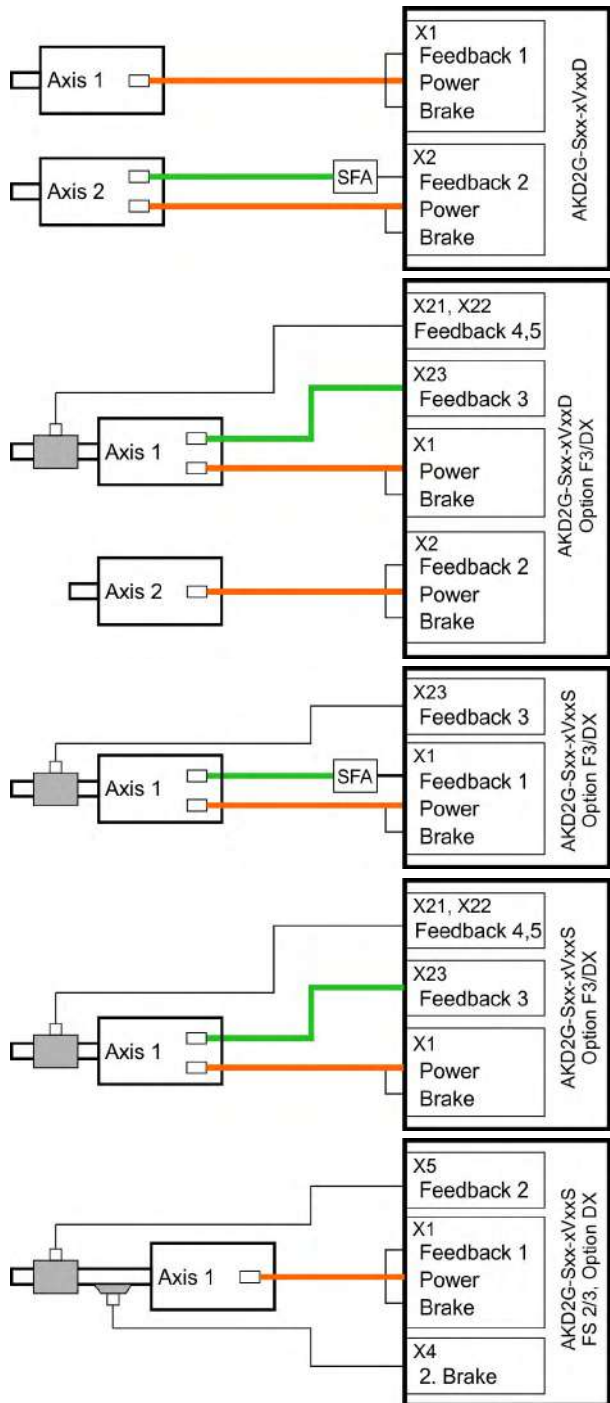 X1
Feedback 1
Axis 1
Power
Brake
X2
SFA
Feedback 2
Axis 2
Power
Brake
AKD2G-Sxx-xVxxD
X21, X22
Feedback 4,5
X23
Feedback 3
X1
Axis 1
Power
Brake
X2
Feedback 2
Axis 2
Power
Brake
AKD2G-Sxx-xVxxD
Option F3/DX
X23
Feedback 3
X1
SFA
Feedback 1
Axis 1
Power
Brake
AKD2G-Sxx-xVxxS
Option F3/DX
X21, X22
Feedback 4,5
X23
Feedback 3
X1
Axis 1
Power
Brake
AKD2G-Sxx-xVxxS
Option F3/DX
X5
Feedback 2
X1
Feedback 1
Axis 1
Power
Brake
X4
2. Brake
AKD2G-Sxx-xVxxS
FS 2/3, Option DX